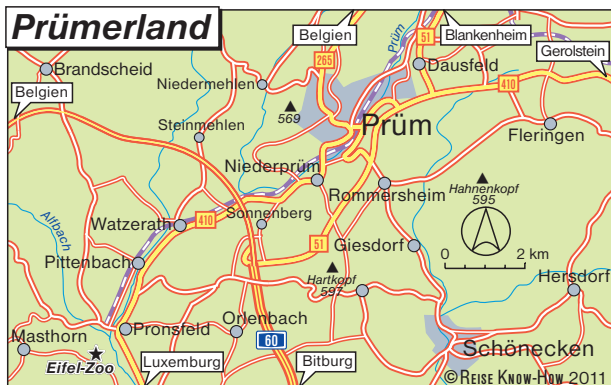 Prümerland
Belgien
Prüm
51
Blankenheim
Gerolstein
Brandscheid
265
Dausfeld
Niedermehlen
410
Belgien
569
Steinmehlen
Prüm
Fleringen
Niederprüm
Rommersheim
Hahnenkopf
595
Alfbach
Watzerath
410
Sonnenberg
51
Giesdorf
Pittenbach
0 2 km
Hartkopf
597
Hersdorf
Orlenbach
Pronsfeld
60
Masthorn
Schönecken
Eifel-Zoo
Luxemburg
Bitburg
©REISE KNOW-HOW 2011